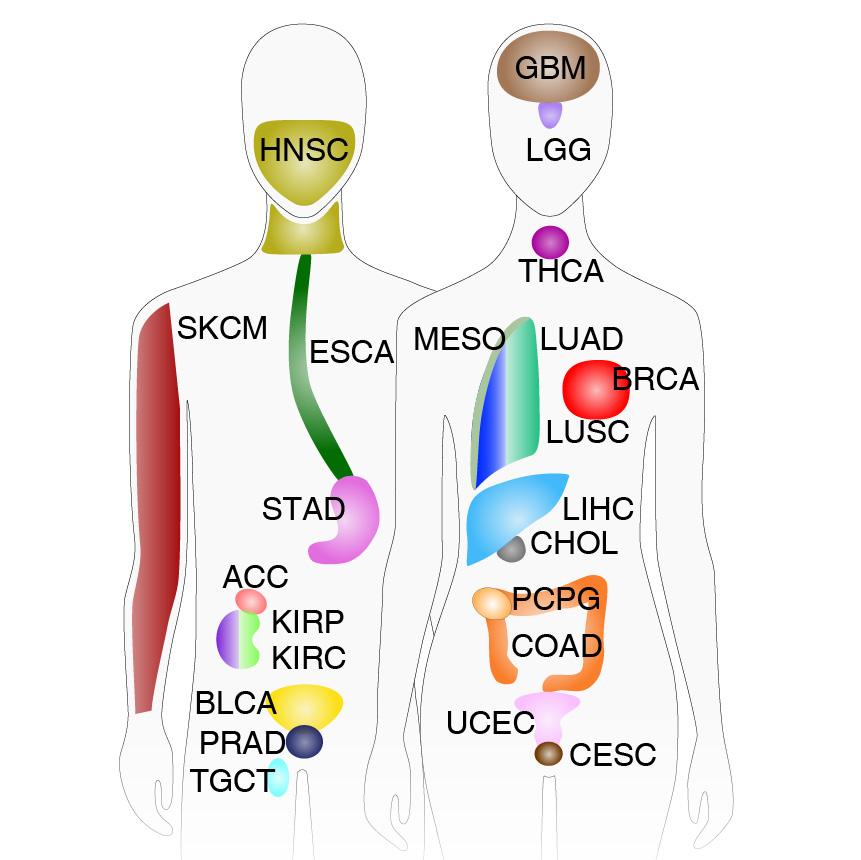 HNSC
SKCM
ESCA
STAD
ACC
KIRP
KIRC
BLCA
PRAD
TGCT
GBM
LGG
THCA
MESO
LUAD
BRCA
LUSC
LIHC
CHOL
PCPG
COAD
UCEC
CESC